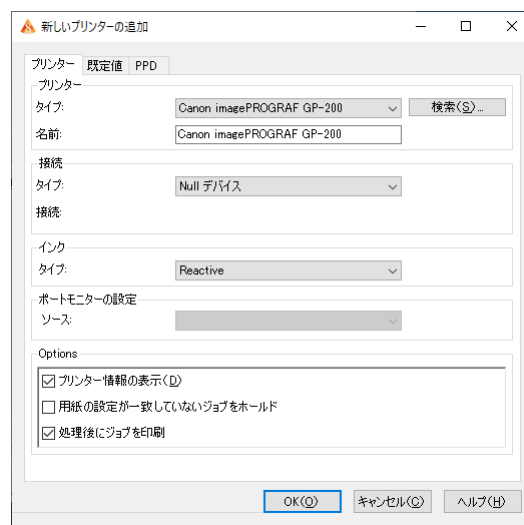 新しいプリンターの追加
プリンター 既定値 PPD
プリンター
タイプ: Canon imagePROGRAF GP-200 検索(S)...
名前: Canon imagePROGRAF GP-200
接続
タイプ: Null デバイス
接続:
インク
タイプ: Reactive
ポートモニターの設定
ソース:
Options
プリンター情報の表示(D)
用紙の設定が一致していないジョブをホールド
処理後にジョブを印刷
OK(O) キャンセル(C) ヘルプ(H)